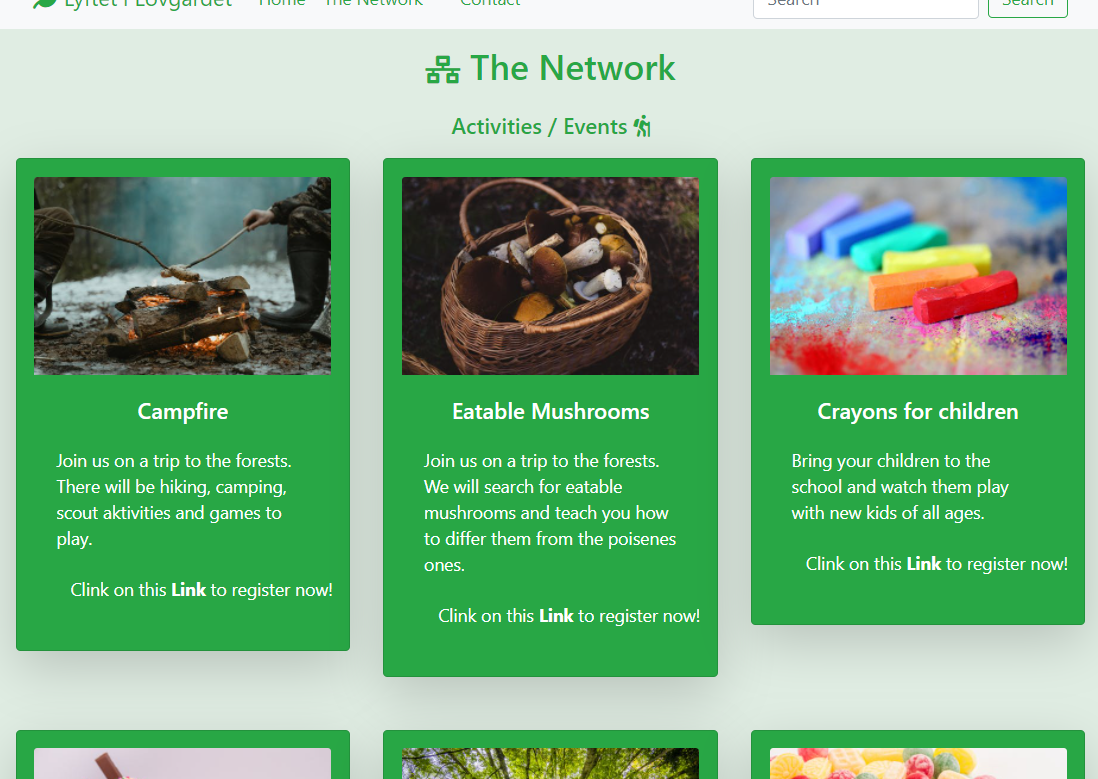 Lyftet i Lövgärdet Home The Network Contact Search Search
The Network
Activities / Events
Campfire
Join us on a trip to the forests.
There will be hiking, camping,
scout aktivities and games to
play.
Clink on this Link to register now!
Eatable Mushrooms
Join us on a trip to the forests.
We will search for eatable
mushrooms and teach you how
to differ them from the poisenes
ones.
Clink on this Link to register now!
Crayons for children
Bring your children to the
school and watch them play
with new kids of all ages.
Clink on this Link to register now!